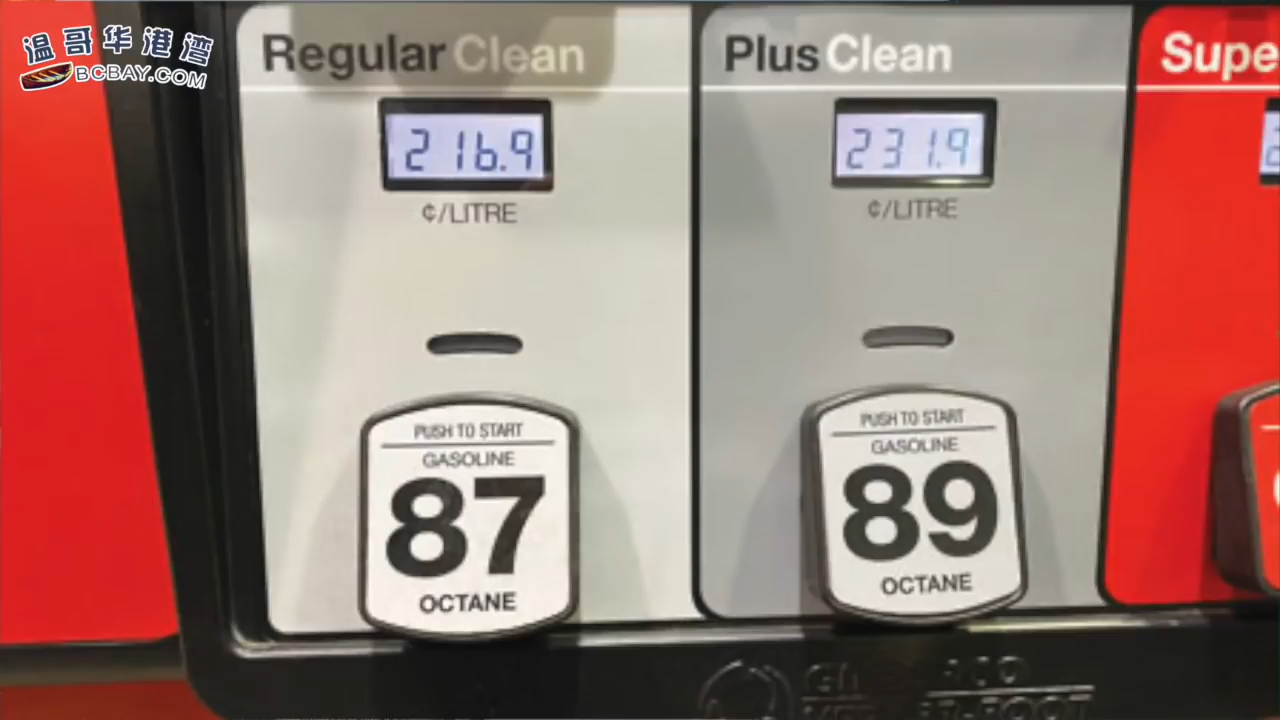 温哥华港湾
BCBAY.COM
Regular Clean
216.9
¢/LITRE
PUSH TO START
GASOLINE
87
OCTANE
Plus Clean
231.9
¢/LITRE
PUSH TO START
GASOLINE
89
OCTANE
Supe